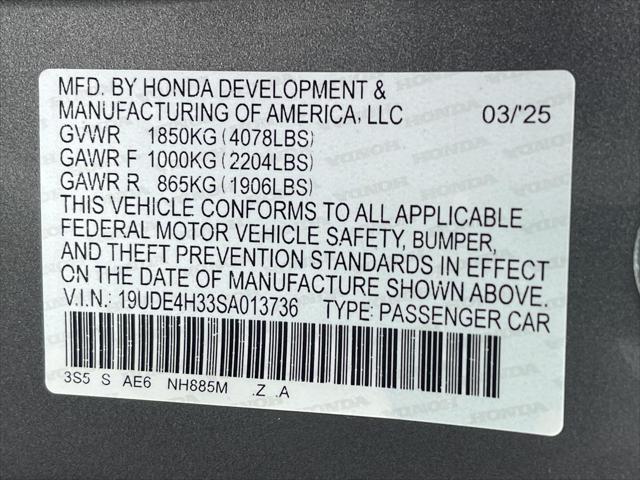 MFD. BY HONDA DEVELOPMENT &
MANUFACTURING OF AMERICA, LLC 03/'25
GVWR 1850KG (4078LBS)
GAWR F 1000KG (2204LBS)
GAWR R 865KG (1906LBS)
THIS VEHICLE CONFORMS TO ALL APPLICABLE
FEDERAL MOTOR VEHICLE SAFETY, BUMPER,
AND THEFT PREVENTION STANDARDS IN EFFECT
ON THE DATE OF MANUFACTURE SHOWN ABOVE.
V.I.N.: 19UDE4H33SA013736 TYPE: PASSENGER CAR
3S5 S AE6 NH885M .Z .A